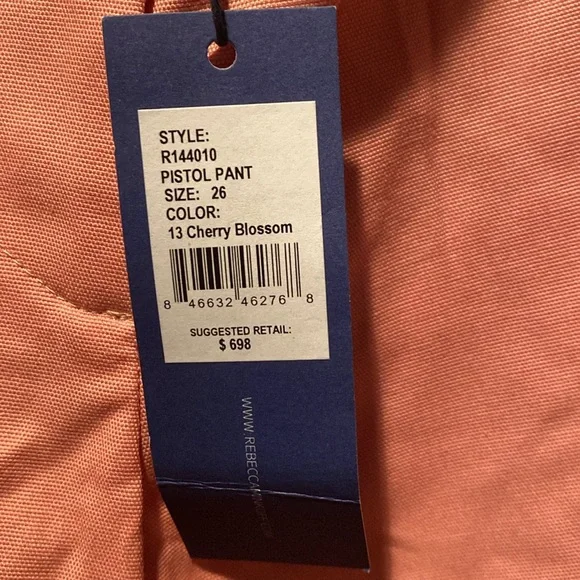 STYLE:
R144010
PISTOL PANT
SIZE: 26
COLOR:
13 Cherry Blossom
8 46632 46276 8
SUGGESTED RETAIL:
$ 698